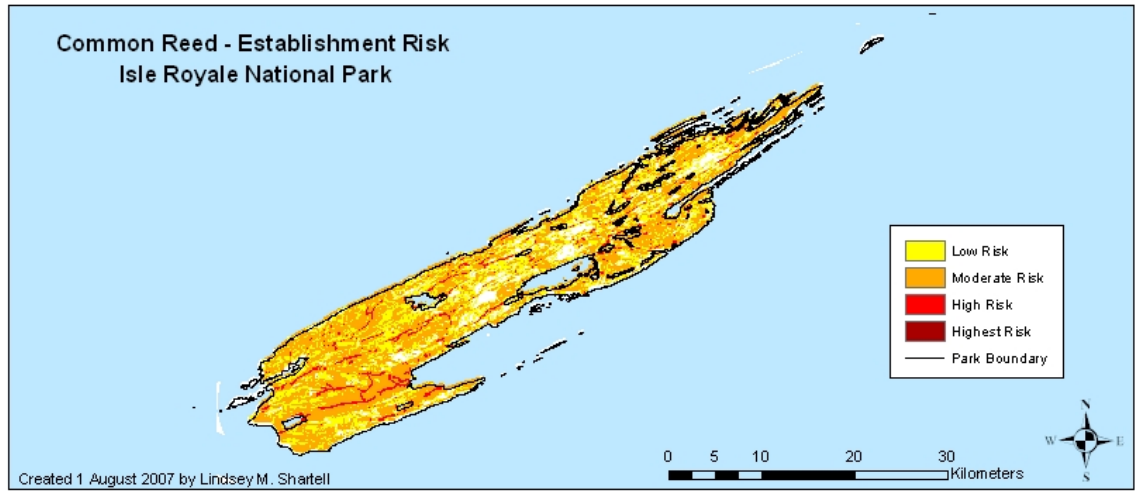 Common Reed - Establishment Risk
Isle Royale National Park
Low Risk
Moderate Risk
High Risk
Highest Risk
Park Boundary
N
W E
S
0 5 10 20 30
Kilometers
Created 1 August 2007 by Lindsey M. Shartell